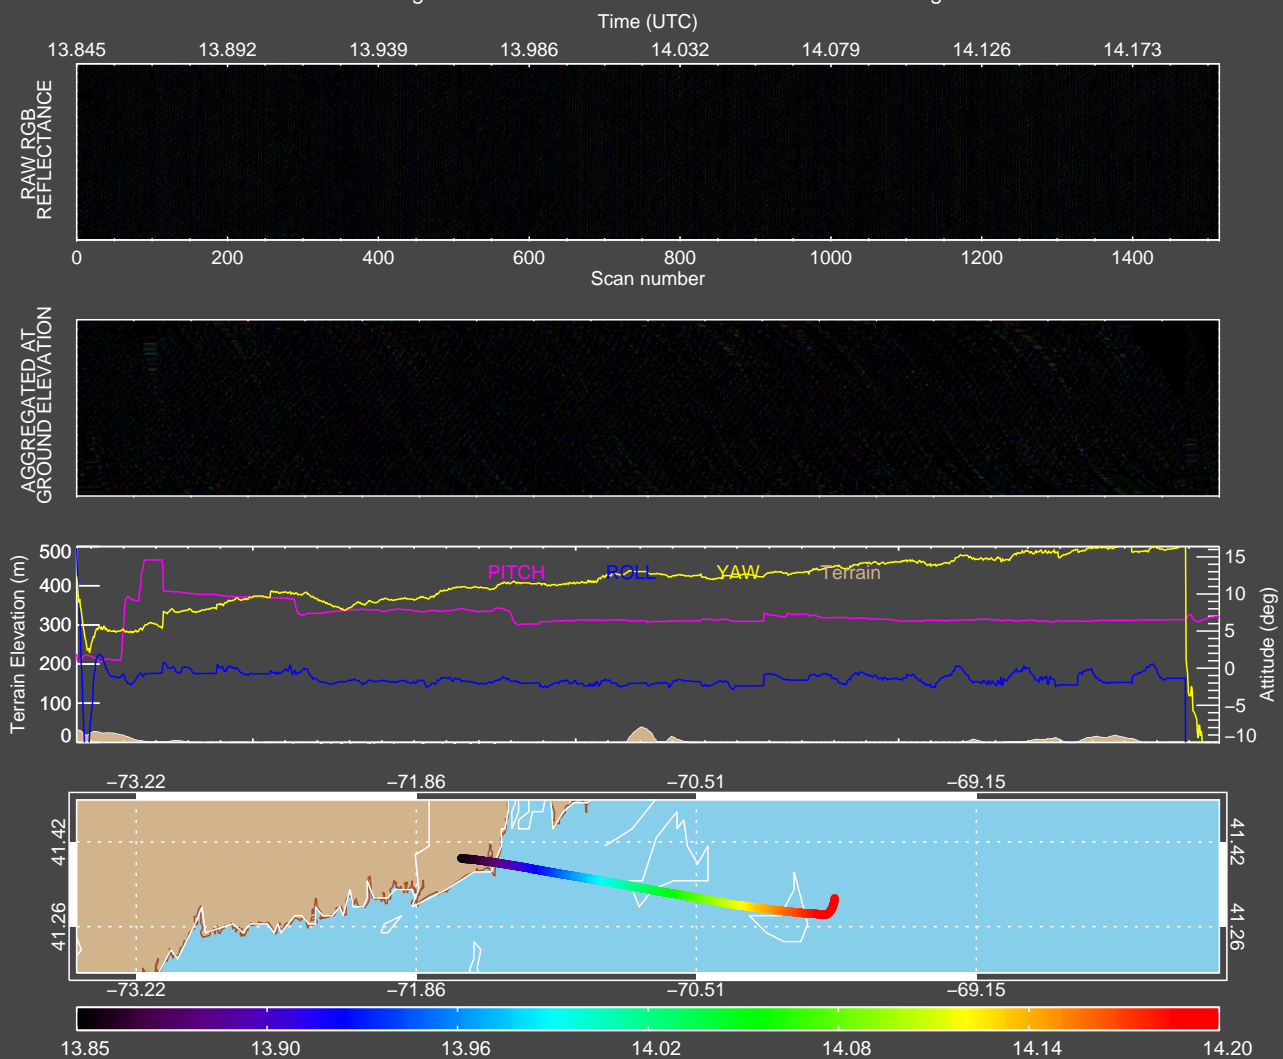 Time (UTC)
13.845 13.892 13.939 13.986 14.032 14.079 14.126 14.173
RAW RGB
REFLECTANCE
0 200 400 600 800 1000 1200 1400
Scan number
AGGREGATED AT
GROUND ELEVATION
Terrain Elevation (m)
500
400
300
200
100
0
PITCH ROLL YAW Terrain
15
10
5
0
−5
−10
Attitude (deg)
−73.22 −71.86 −70.51 −69.15
41.42
41.26
41.42
41.26
−73.22 −71.86 −70.51 −69.15
13.85 13.90 13.96 14.02 14.08 14.14 14.20